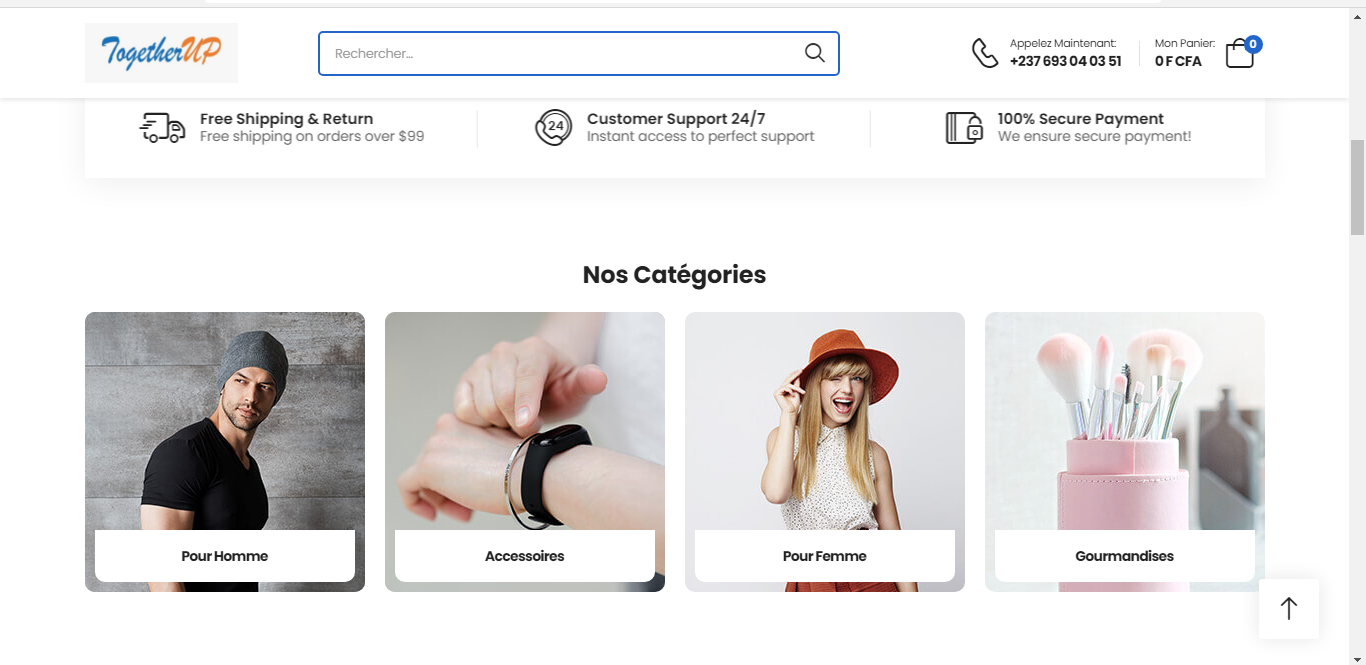 TogetherUP
Rechercher...
Appelez Maintenant:
+237 693 04 03 51
Mon Panier:
0 F CFA
0
Free Shipping & Return
Free shipping on orders over $99
24
Customer Support 24/7
Instant access to perfect support
100% Secure Payment
We ensure secure payment!
Nos Catégories
Pour Homme
Accessoires
Pour Femme
Gourmandises